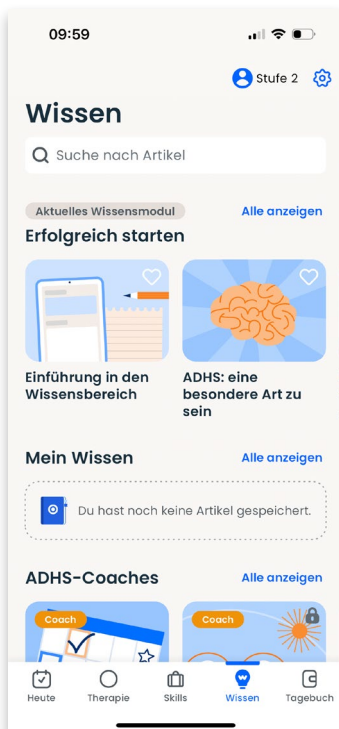 09:59
Stufe 2
Wissen
Suche nach Artikel
Aktuelles Wissensmodul
Alle anzeigen
Erfolgreich starten
Einführung in den
Wissensbereich
ADHS: eine
besondere Art zu
sein
Mein Wissen
Alle anzeigen
Du hast noch keine Artikel gespeichert.
ADHS-Coaches
Alle anzeigen
Coach
Coach
Heute
Therapie
Skills
Wissen
Tagebuch